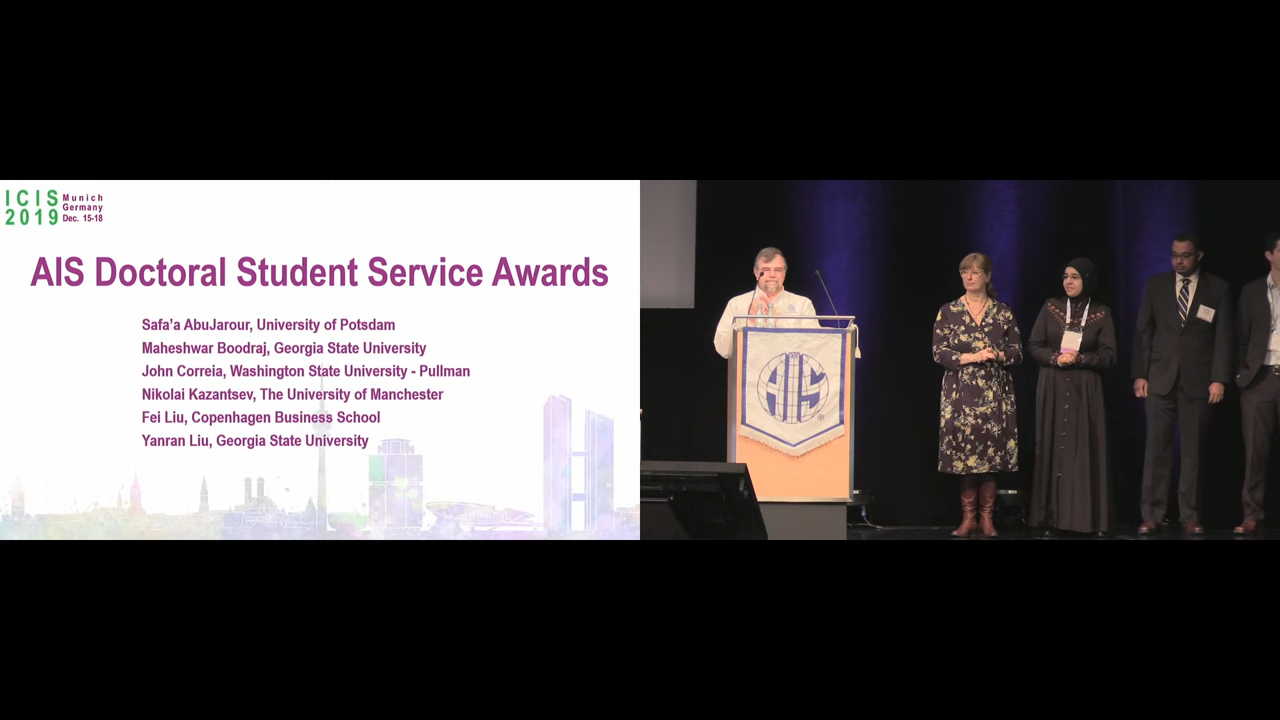 ICIS
2019
Munich
Germany
Dec. 15-18
AIS Doctoral Student Service Awards
Safa'a AbuJarour, University of Potsdam
Maheshwar Boodraj, Georgia State University
John Correia, Washington State University - Pullman
Nikolai Kazantsev, The University of Manchester
Fei Liu, Copenhagen Business School
Yanran Liu, Georgia State University
AIS